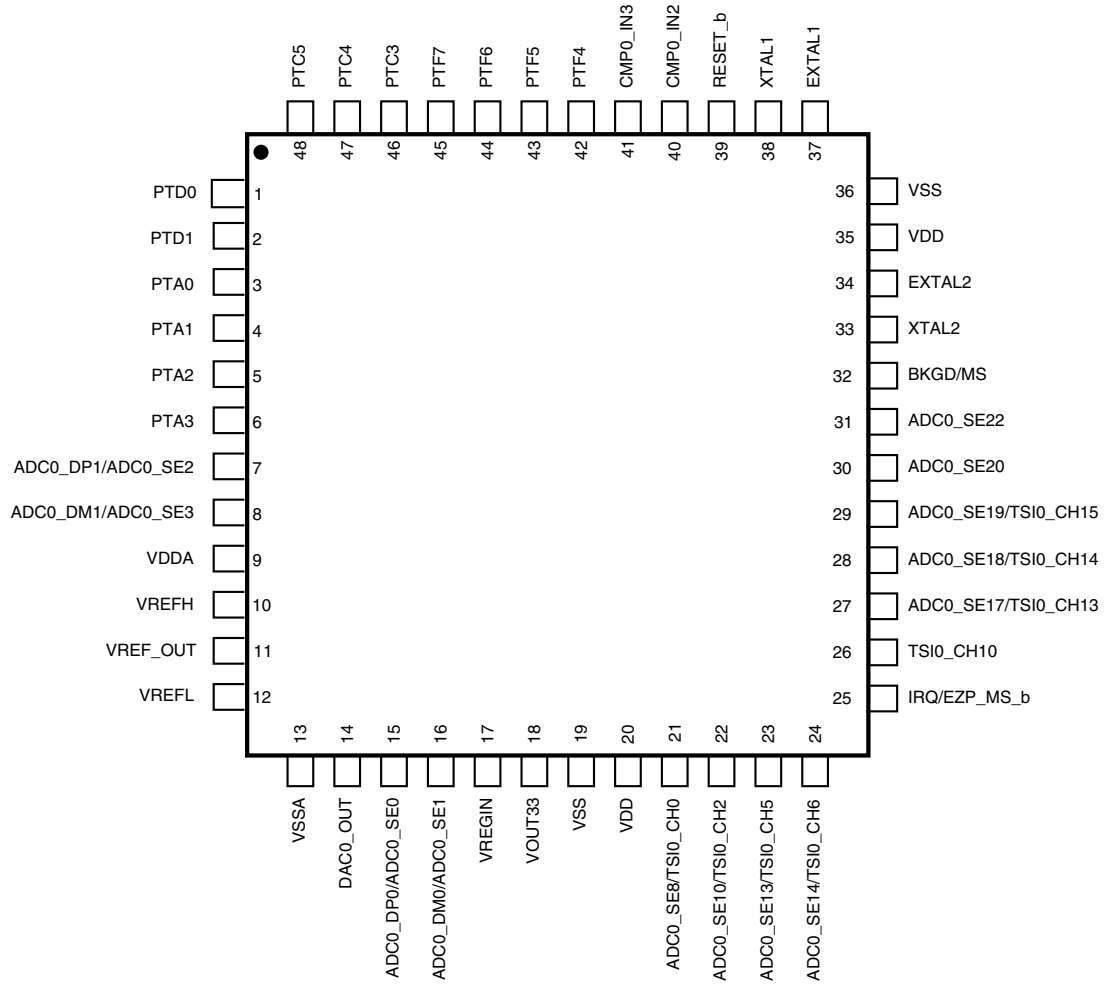 PTC5
PTC4
PTC3
PTF7
PTF6
PTF5
PTF4
CMP0_IN3
CMP0_IN2
RESET_b
XTAL1
EXTAL1
48
47
46
45
44
43
42
41
40
39
38
37
PTD0 1
PTD1 2
PTA0 3
PTA1 4
PTA2 5
PTA3 6
ADC0_DP1/ADC0_SE2 7
ADC0_DM1/ADC0_SE3 8
VDDA 9
VREFH 10
VREF_OUT 11
VREFL 12
36 VSS
35 VDD
34 EXTAL2
33 XTAL2
32 BKGD/MS
31 ADC0_SE22
30 ADC0_SE20
29 ADC0_SE19/TSI0_CH15
28 ADC0_SE18/TSI0_CH14
27 ADC0_SE17/TSI0_CH13
26 TSI0_CH10
25 IRQ/EZP_MS_b
13
14
15
16
17
18
19
20
21
22
23
24
VSSA
DAC0_OUT
ADC0_DP0/ADC0_SE0
ADC0_DM0/ADC0_SE1
VREGIN
VOUT33
VSS
VDD
ADC0_SE8/TSI0_CH0
ADC0_SE10/TSI0_CH2
ADC0_SE13/TSI0_CH5
ADC0_SE14/TSI0_CH6